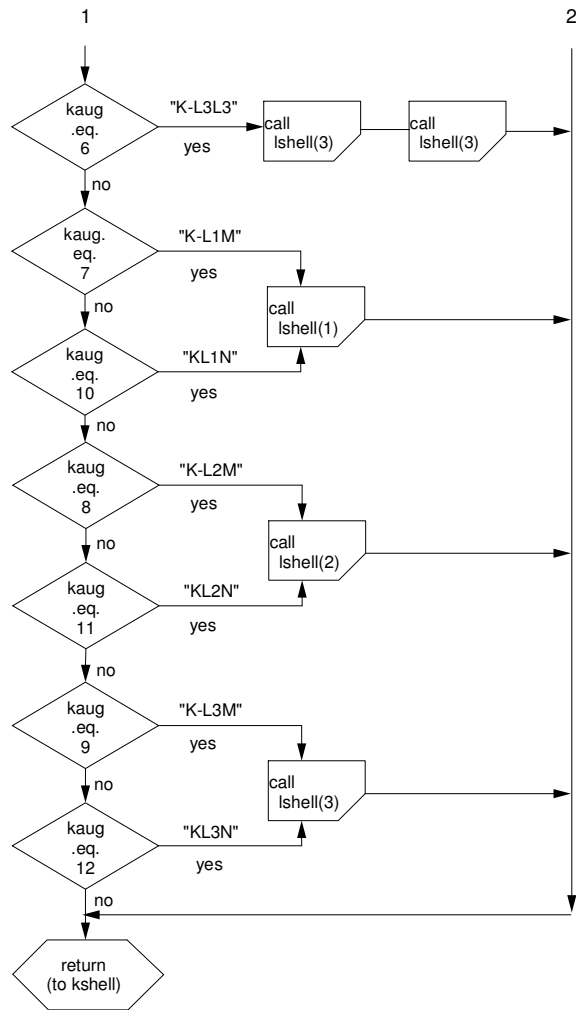 1
2
kaug
.eq.
6
"K-L3L3"
yes
call
lshell(3)
call
lshell(3)
no
kaug.
eq.
7
"K-L1M"
yes
call
lshell(1)
no
kaug
.eq.
10
"KL1N"
yes
no
kaug
.eq.
8
"K-L2M"
yes
call
lshell(2)
no
kaug
.eq.
11
"KL2N"
yes
no
kaug
.eq.
9
"K-L3M"
yes
call
lshell(3)
no
kaug
.eq.
12
"KL3N"
yes
no
return
(to kshell)